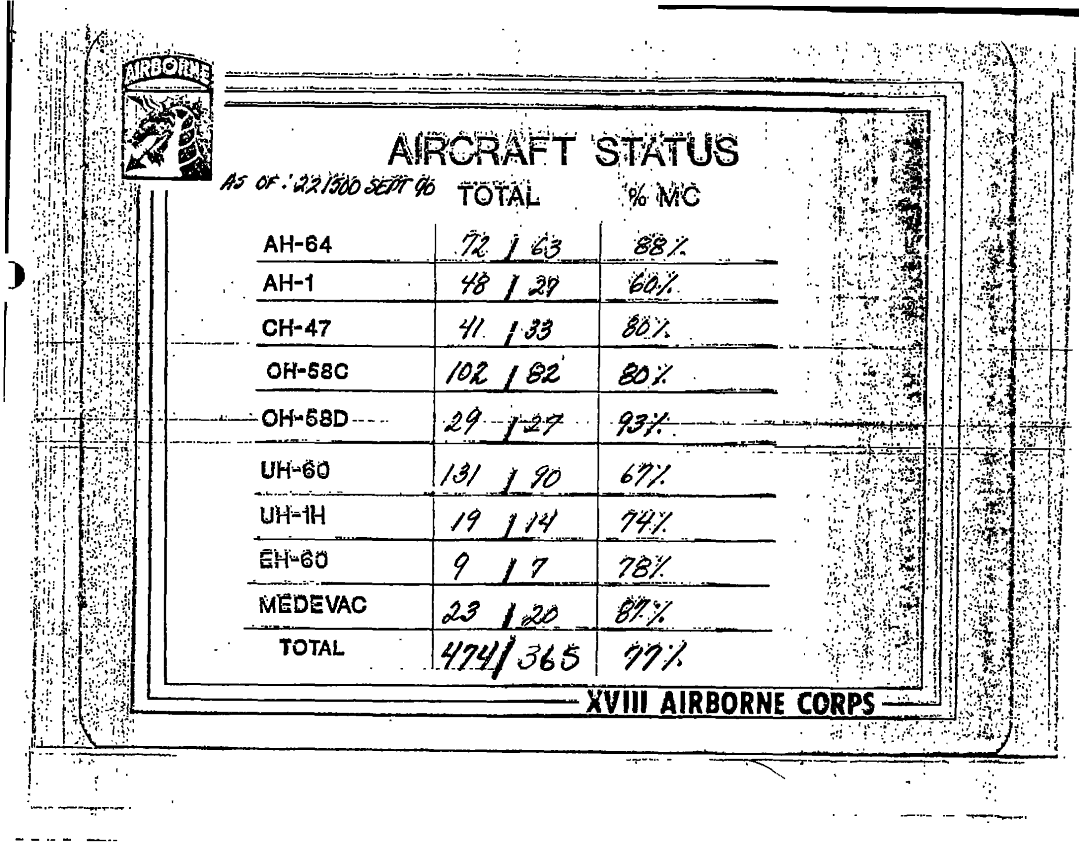 AIRBORNE
AIRCRAFT STATUS
AS OF: 221500 SEPT 90 TOTAL % MC
AH-64 72 / 63 88%
AH-1 48 / 29 60%
CH-47 41 / 33 80%
OH-58C 102 / 82 80%
OH-58D 29 / 27 93%
UH-60 131 / 90 67%
UH-1H 19 / 14 74%
EH-60 9 / 7 78%
MEDEVAC 23 / 20 87%
TOTAL 474 / 365 77%
XVIII AIRBORNE CORPS